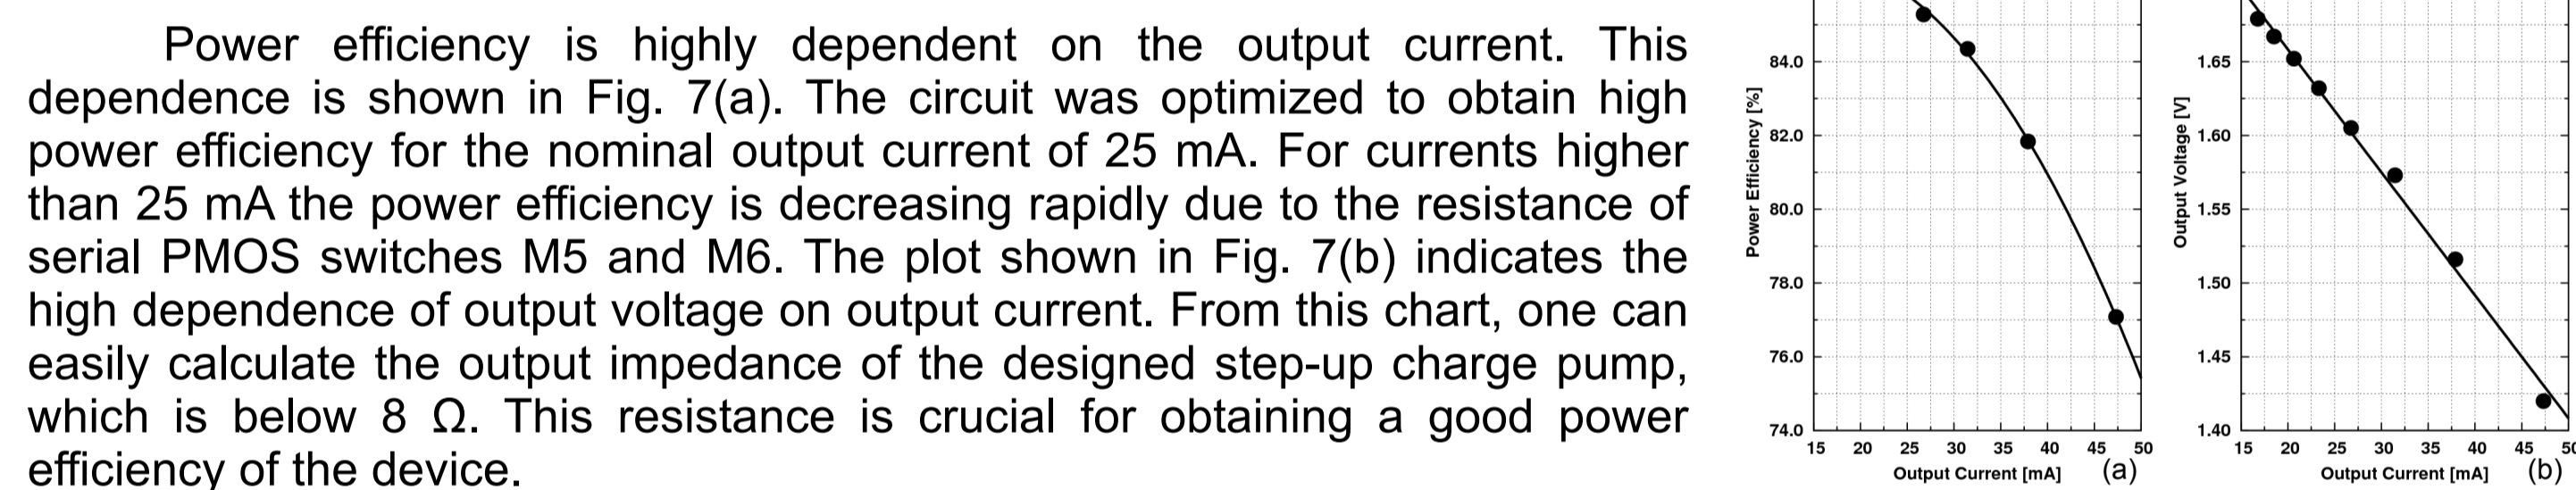 Power efficiency is highly dependent on the output current. This
dependence is shown in Fig. 7(a). The circuit was optimized to obtain high
power efficiency for the nominal output current of 25 mA. For currents higher
than 25 mA the power efficiency is decreasing rapidly due to the resistance of
serial PMOS switches M5 and M6. The plot shown in Fig. 7(b) indicates the
high dependence of output voltage on output current. From this chart, one can
easily calculate the output impedance of the designed step-up charge pump,
which is below 8 Ω. This resistance is crucial for obtaining a good power
efficiency of the device.
Power Efficiency [%]
84.0
82.0
80.0
78.0
76.0
74.0
15 20 25 30 35 40 45 50
Output Current [mA] (a)
Output Voltage [V]
1.65
1.60
1.55
1.50
1.45
1.40
15 20 25 30 35 40 45 50
Output Current [mA] (b)